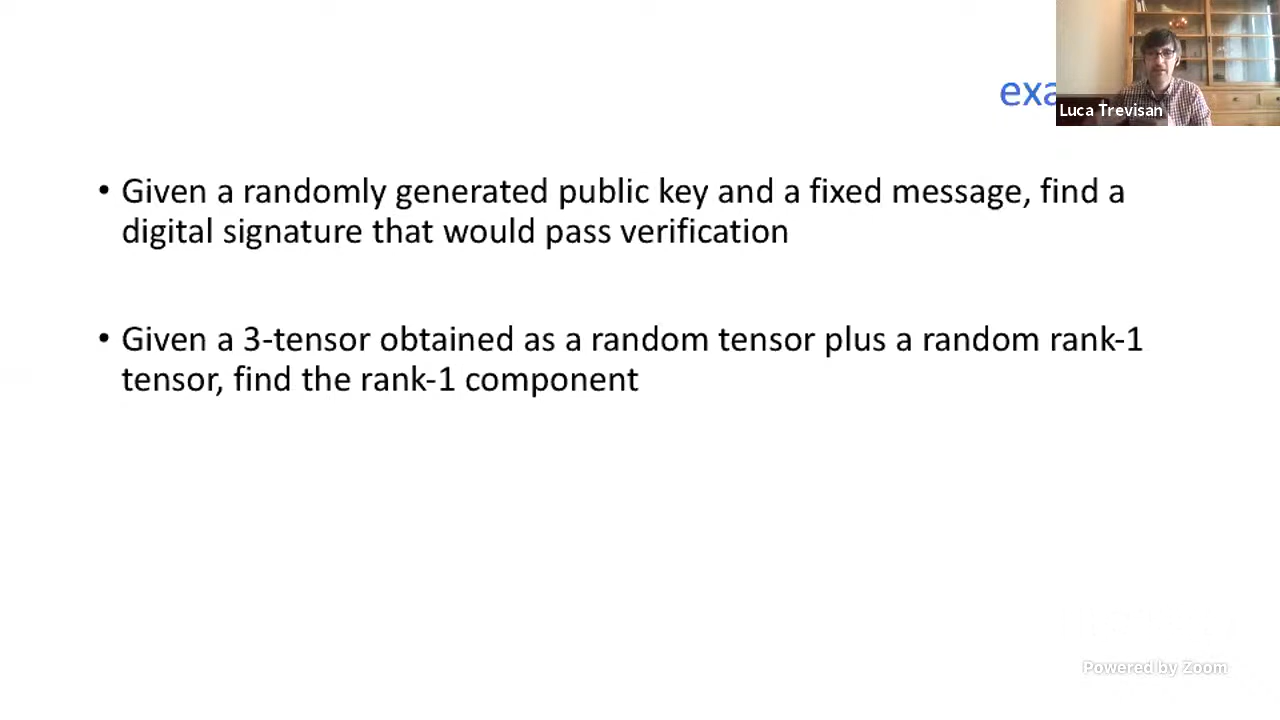 exa
Luca Trevisan
• Given a randomly generated public key and a fixed message, find a
digital signature that would pass verification
• Given a 3-tensor obtained as a random tensor plus a random rank-1
tensor, find the rank-1 component
Powered by Zoom